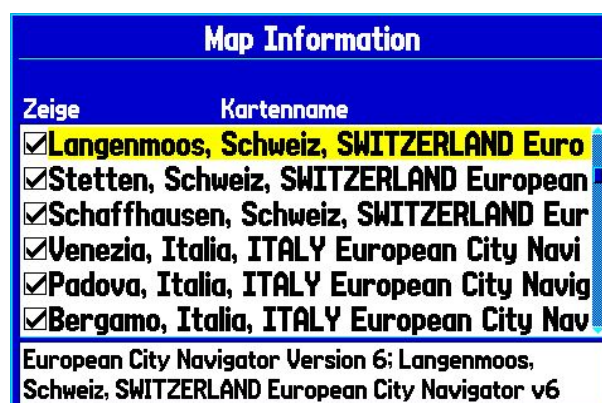 Map Information
Zeige Kartenname
Langenmoos, Schweiz, SWITZERLAND Euro
Stetten, Schweiz, SWITZERLAND European
Schaffhausen, Schweiz, SWITZERLAND Eur
Venezia, Italia, ITALY European City Navi
Padova, Italia, ITALY European City Navig
Bergamo, Italia, ITALY European City Nav
European City Navigator Version 6; Langenmoos,
Schweiz, SWITZERLAND European City Navigator v6